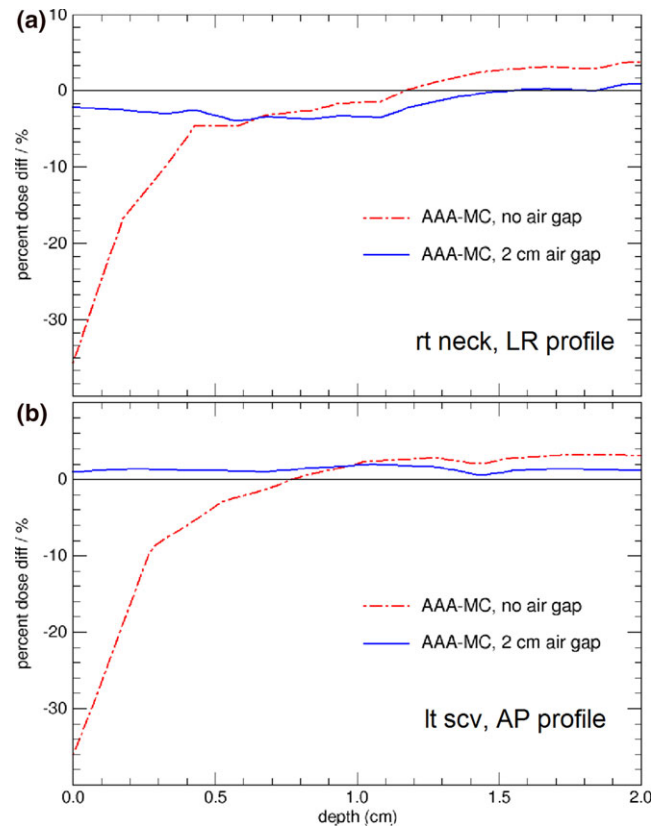 (a)
10
0
-10
-20
-30
percent dose diff / %
AAA-MC, no air gap
AAA-MC, 2 cm air gap
rt neck, LR profile
(b)
0
-10
-20
-30
percent dose diff / %
AAA-MC, no air gap
AAA-MC, 2 cm air gap
lt scv, AP profile
0.0 0.5 1.0 1.5 2.0
depth (cm)